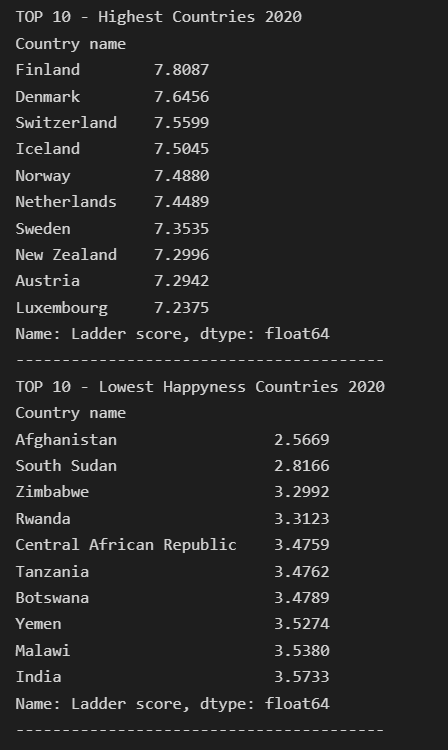 TOP 10 - Highest Countries 2020
Country name
Finland 7.8087
Denmark 7.6456
Switzerland 7.5599
Iceland 7.5045
Norway 7.4880
Netherlands 7.4489
Sweden 7.3535
New Zealand 7.2996
Austria 7.2942
Luxembourg 7.2375
Name: Ladder score, dtype: float64
----------------------------------------
TOP 10 - Lowest Happyness Countries 2020
Country name
Afghanistan 2.5669
South Sudan 2.8166
Zimbabwe 3.2992
Rwanda 3.3123
Central African Republic 3.4759
Tanzania 3.4762
Botswana 3.4789
Yemen 3.5274
Malawi 3.5380
India 3.5733
Name: Ladder score, dtype: float64
----------------------------------------